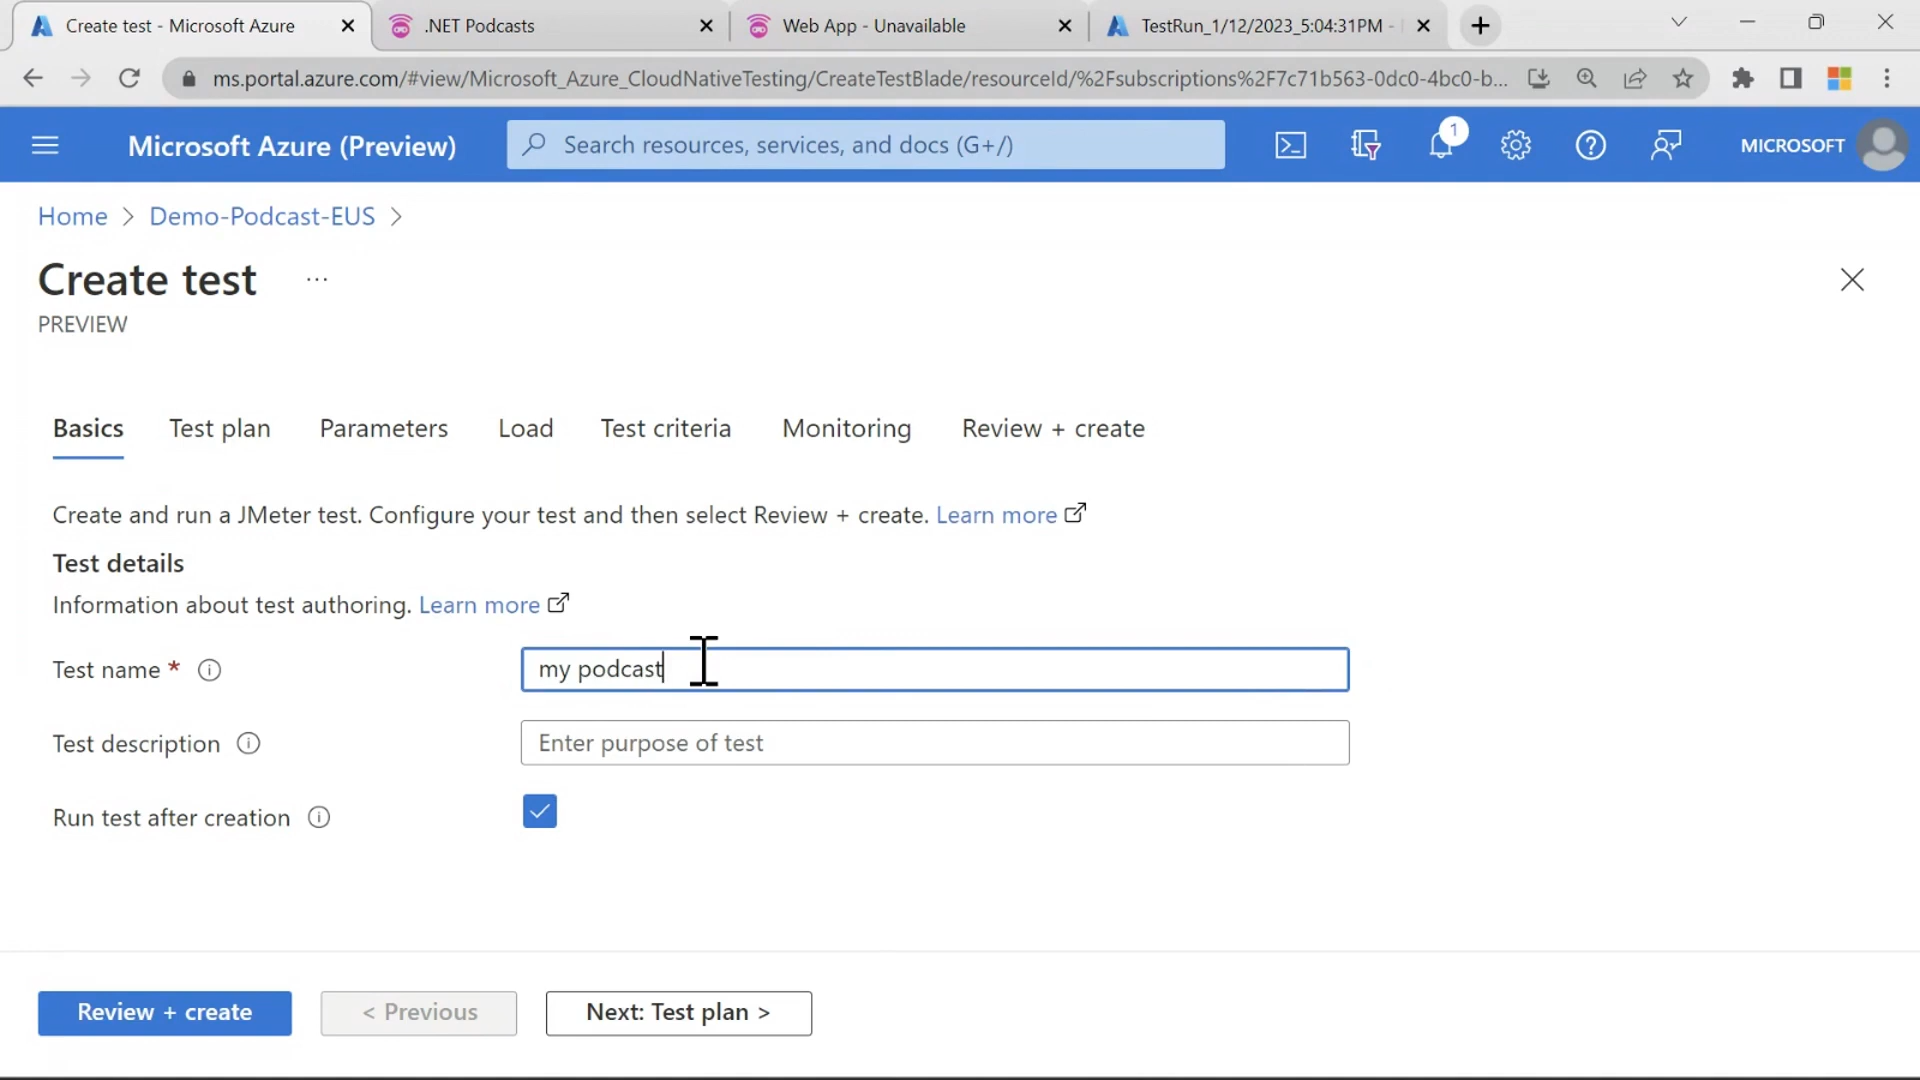 Create test - Microsoft Azure
.NET Podcasts
Web App - Unavailable
TestRun_1/12/2023_5:04:31PM -
ms.portal.azure.com/#view/Microsoft_Azure_CloudNativeTesting/CreateTestBlade/resourceId/%2Fsubscriptions%2F7c71b563-0dc0-4bc0-b...
Microsoft Azure (Preview)
Search resources, services, and docs (G+/)
1
MICROSOFT
Home > Demo-Podcast-EUS >
Create test ...
PREVIEW
Basics Test plan Parameters Load Test criteria Monitoring Review + create
Create and run a JMeter test. Configure your test and then select Review + create. Learn more
Test details
Information about test authoring. Learn more
Test name * my podcast
Test description Enter purpose of test
Run test after creation
Review + create < Previous Next: Test plan >